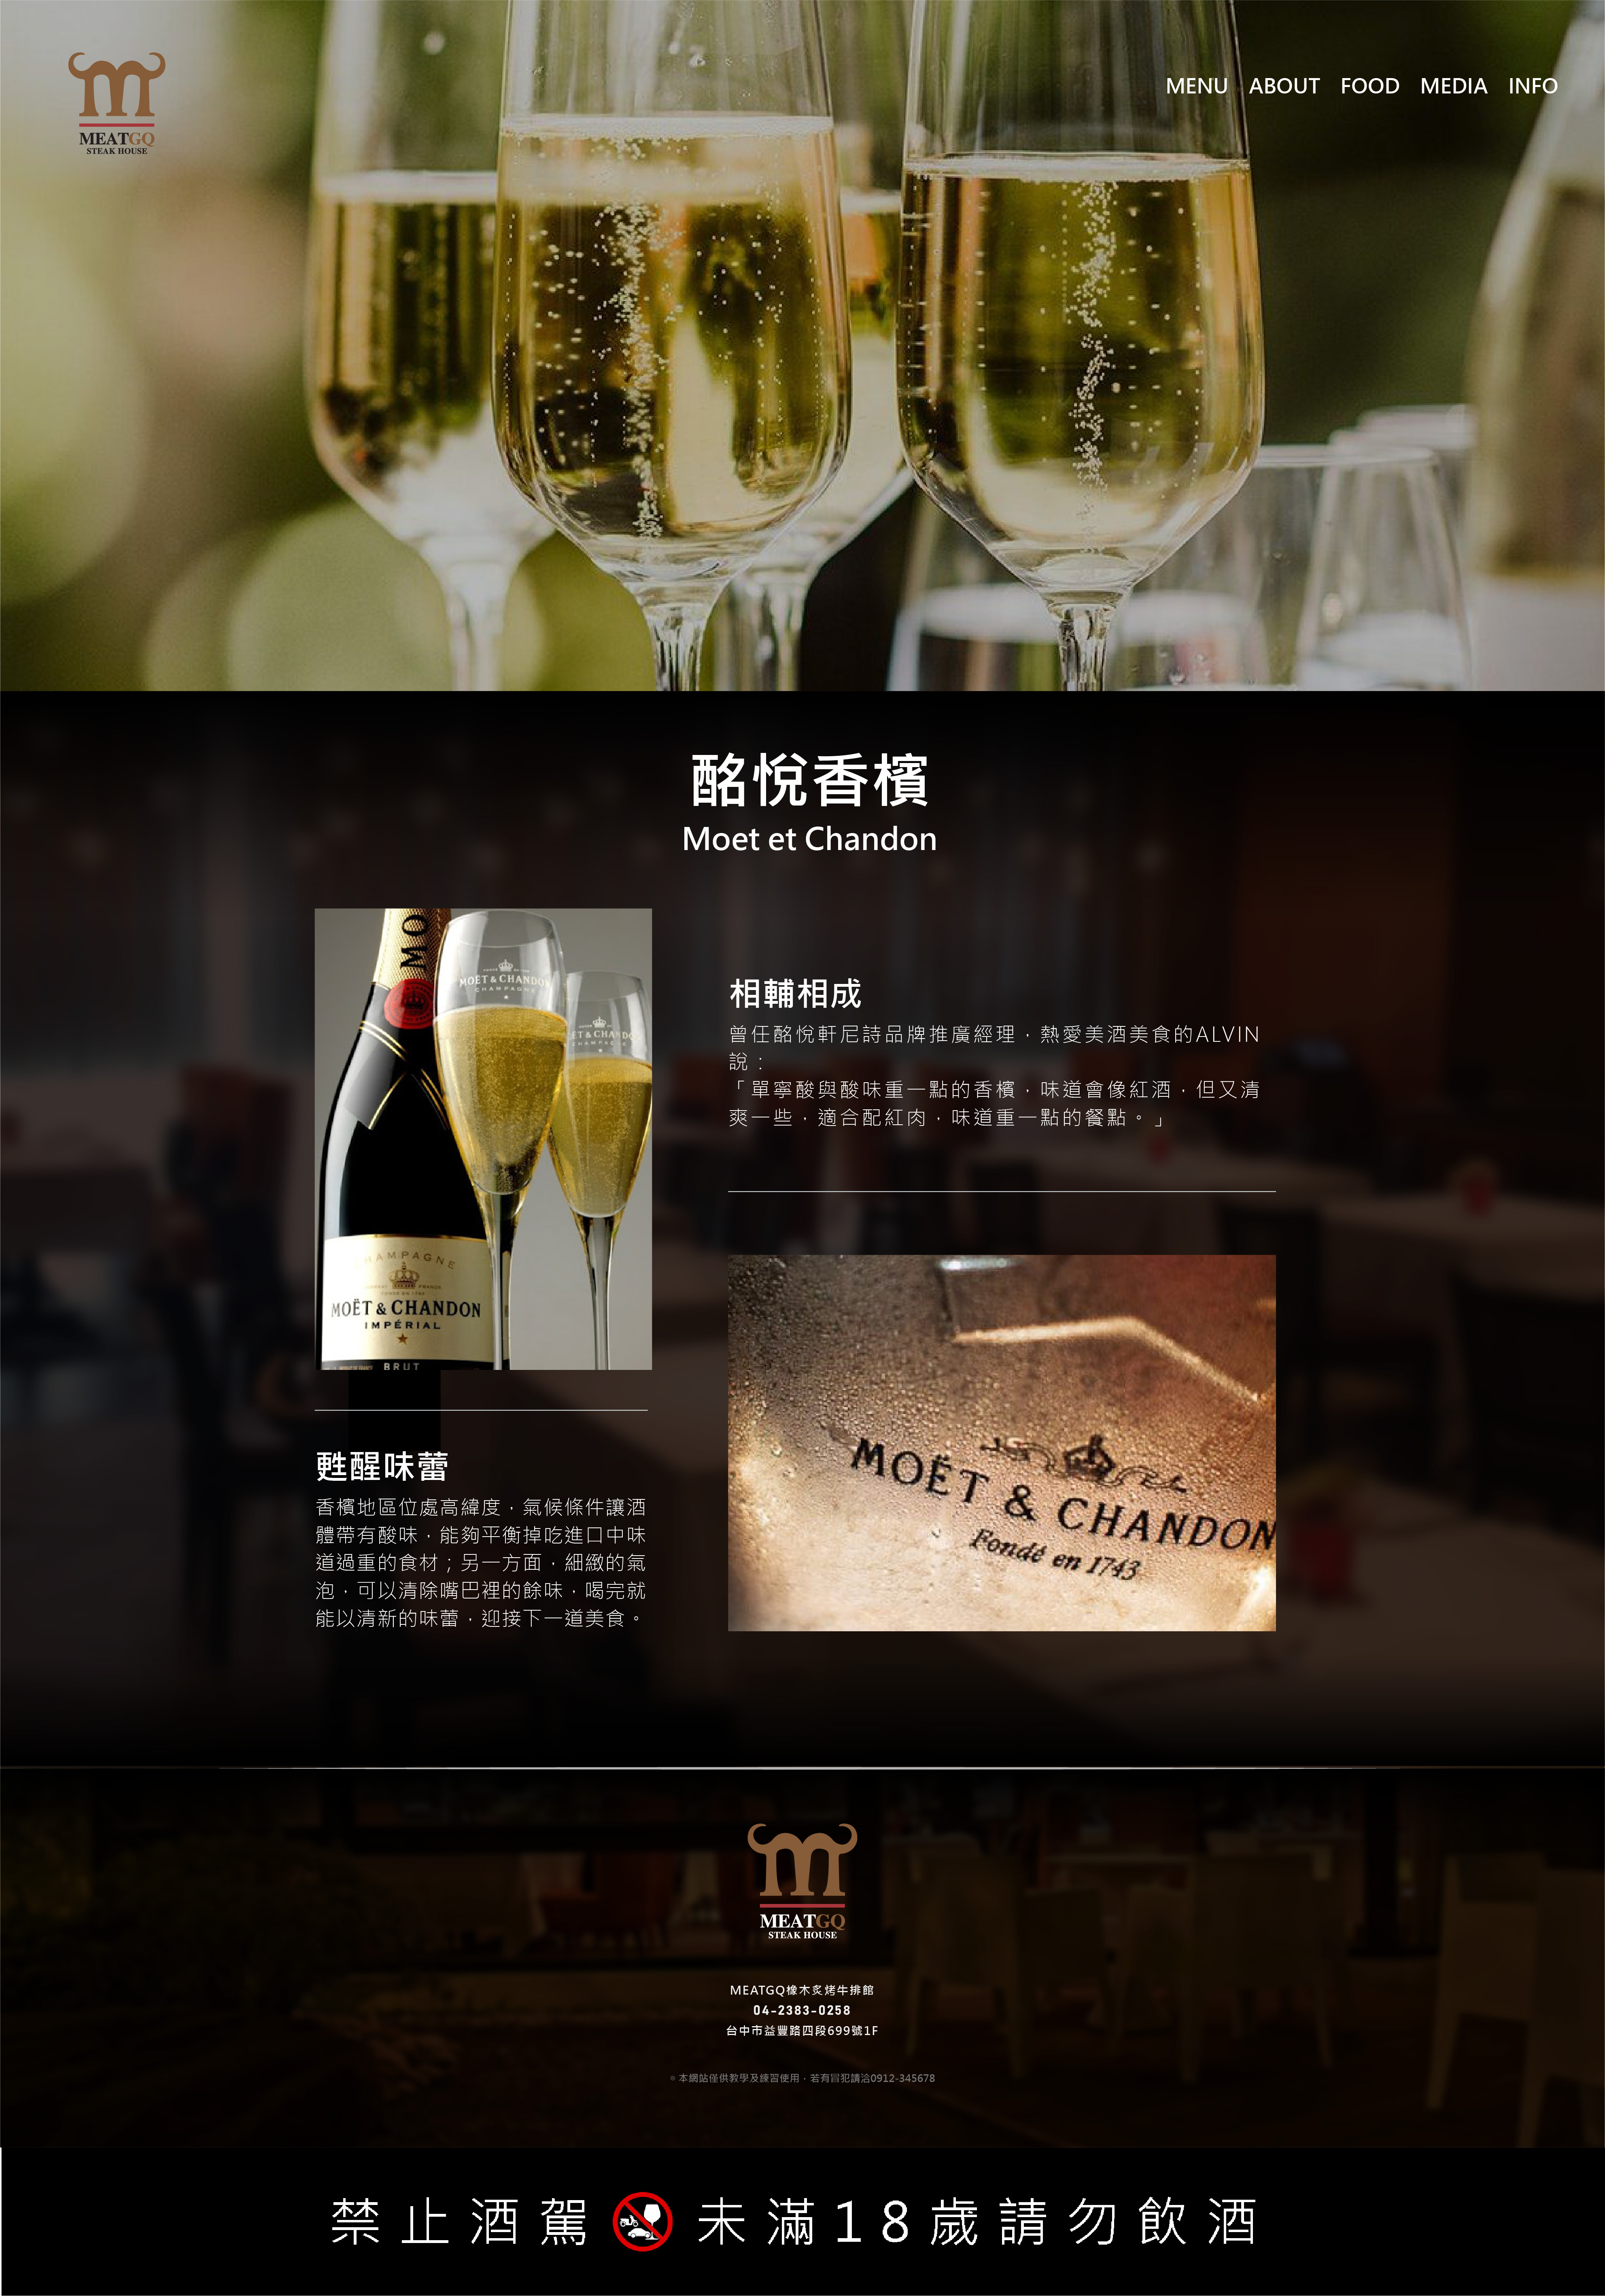 MEATGQ
STEAK HOUSE
MENU ABOUT FOOD MEDIA INFO
酩悅香檳
Moet et Chandon
MO
MOËT & CHANDON
CHAMPAGNE
ET & CHANDO
CHAMPAGNE
CHAMPAGNE
MOËT & CHANDON
IMPÉRIAL
BRUT
相輔相成
曾任酩悅軒尼詩品牌推廣經理，熱愛美酒美食的ALVIN
說：
「單寧酸與酸味重一點的香檳，味道會像紅酒，但又清
爽一些，適合配紅肉，味道重一點的餐點。」
MOËT & CHANDON
Fondé en 1743
甦醒味蕾
香檳地區位處高緯度，氣候條件讓酒
體帶有酸味，能夠平衡掉吃進口中味
道過重的食材；另一方面，細緻的氣
泡，可以清除嘴巴裡的餘味，喝完就
能以清新的味蕾，迎接下一道美食。
MEATGQ
STEAK HOUSE
MEATGQ橡木炙烤牛排館
04-2383-0258
台中市益豐路四段699號1F
本網站僅供教學及練習使用，若有冒犯請洽0912-345678
禁止酒駕 未滿18歲請勿飲酒